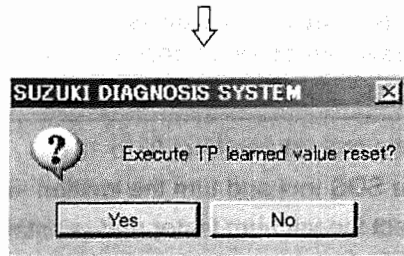 SUZUKI DIAGNOSIS SYSTEM
Execute TP learned value reset?
Yes No